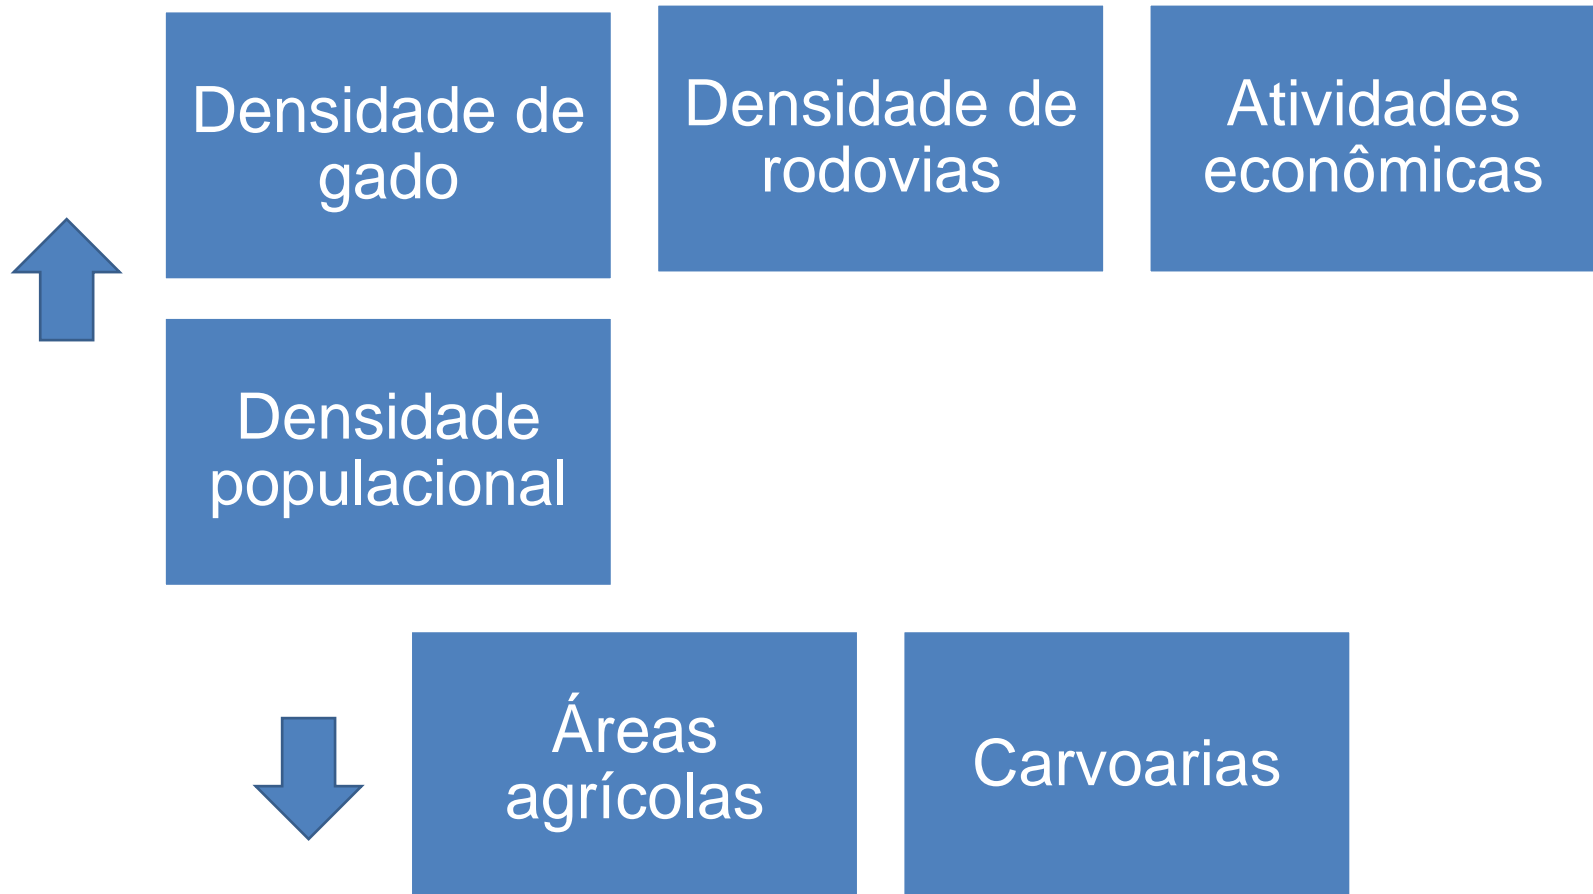 Densidade de
gado
Densidade de
rodovias
Atividades
econômicas
Densidade
populacional
Áreas
agrícolas
Carvoarias